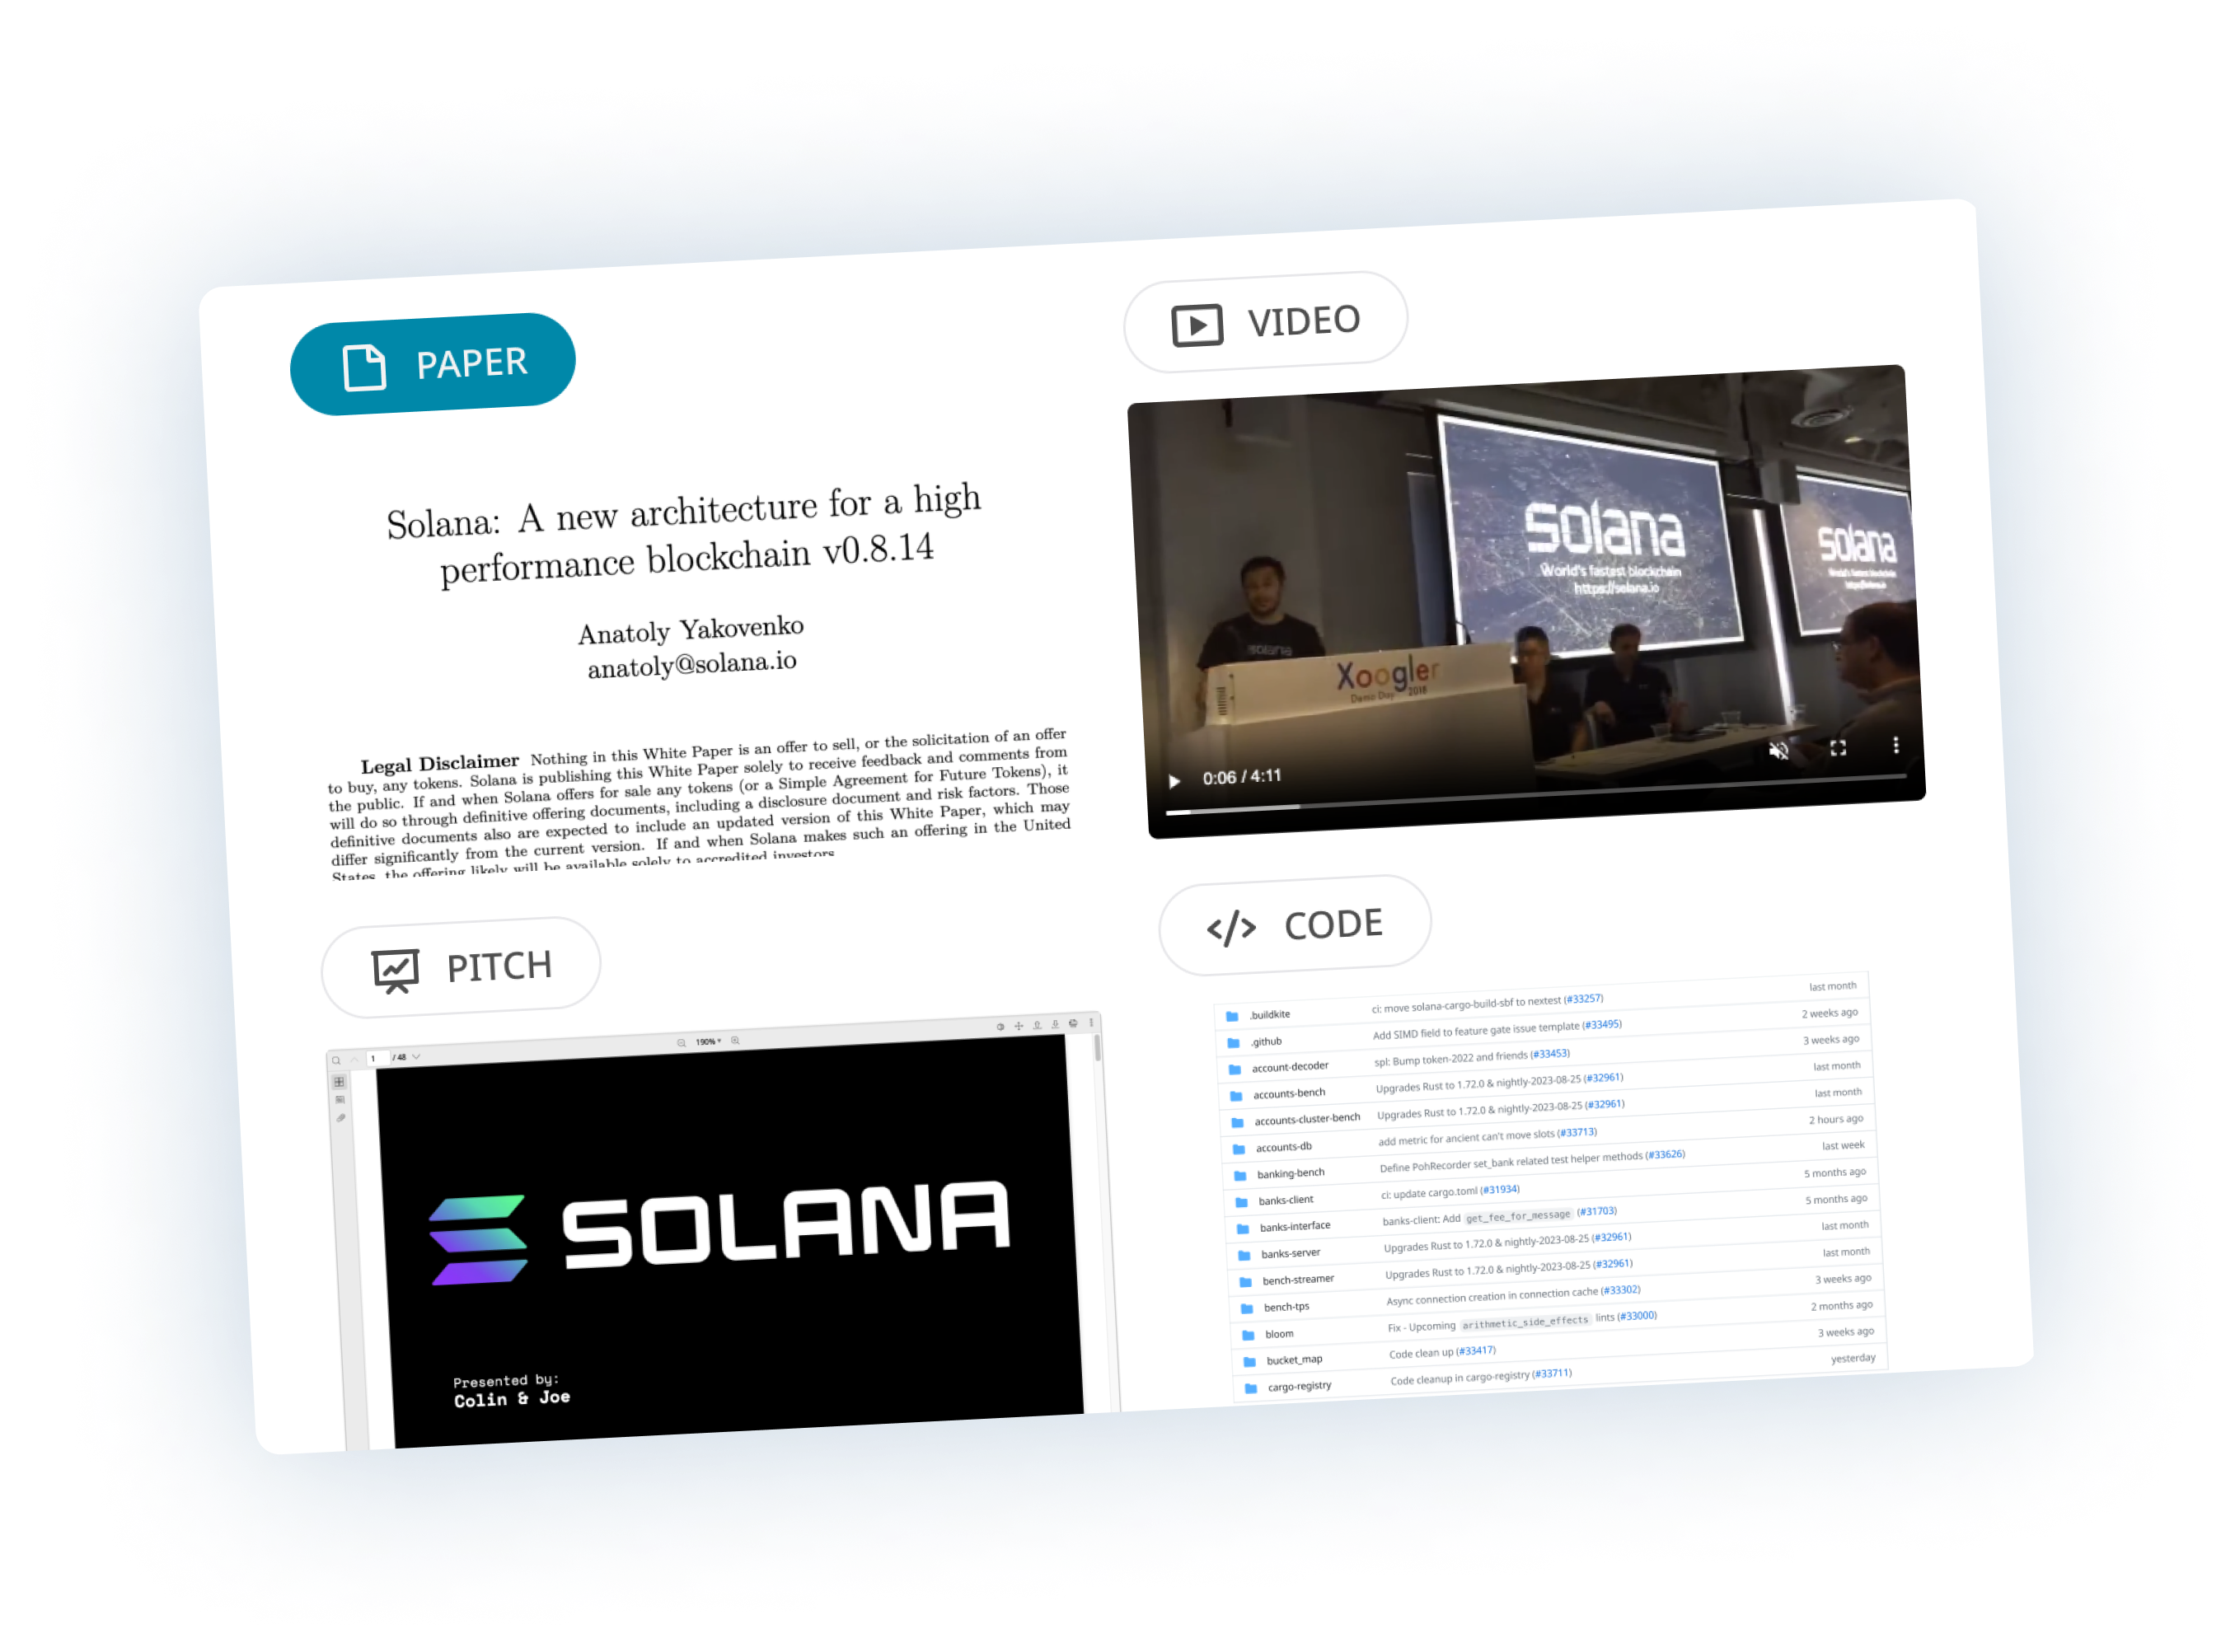 PAPER
Solana: A new architecture for a high
performance blockchain v0.8.14
Anatoly Yakovenko
anatoly@solana.io
Legal Disclaimer Nothing in this White Paper is an offer to sell, or the solicitation of an offer
to buy, any tokens. Solana is publishing this White Paper solely to receive feedback and comments from
the public. If and when Solana offers for sale any tokens (or a Simple Agreement for Future Tokens), it
will do so through definitive offering documents, including a disclosure document and risk factors. Those
definitive documents also are expected to include an updated version of this White Paper, which may
differ significantly from the current version. If and when Solana makes such an offering in the United
States, the offering likely will be available solely to accredited investors
VIDEO
solana
World's fastest blockchain
https://solana.io
solana
World's fastest blockchain
https://solana.io
solana
Xoogler
Demo Day 2018
0:06 / 4:11
PITCH
1 / 48
190%
SOLANA
Presented by:
Colin & Joe
CODE
.buildkite ci: move solana-cargo-build-sbf to nextest (#33257) last month
.github Add SIMD field to feature gate issue template (#33495) 2 weeks ago
account-decoder spl: Bump token-2022 and friends (#33453) 3 weeks ago
accounts-bench Upgrades Rust to 1.72.0 & nightly-2023-08-25 (#32961) last month
accounts-cluster-bench Upgrades Rust to 1.72.0 & nightly-2023-08-25 (#32961) last month
accounts-db add metric for ancient can't move slots (#33713) 2 hours ago
banking-bench Define PohRecorder set_bank related test helper methods (#33626) last week
banks-client ci: update cargo.toml (#31934) 5 months ago
banks-interface banks-client: Add get_fee_for_message (#31703) 5 months ago
banks-server Upgrades Rust to 1.72.0 & nightly-2023-08-25 (#32961) last month
bench-streamer Upgrades Rust to 1.72.0 & nightly-2023-08-25 (#32961) last month
bench-tps Async connection creation in connection cache (#33302) 3 weeks ago
bloom Fix - Upcoming arithmetic_side_effects lints (#33000) 2 months ago
bucket_map Code clean up (#33417) 3 weeks ago
cargo-registry Code cleanup in cargo-registry (#33711) yesterday